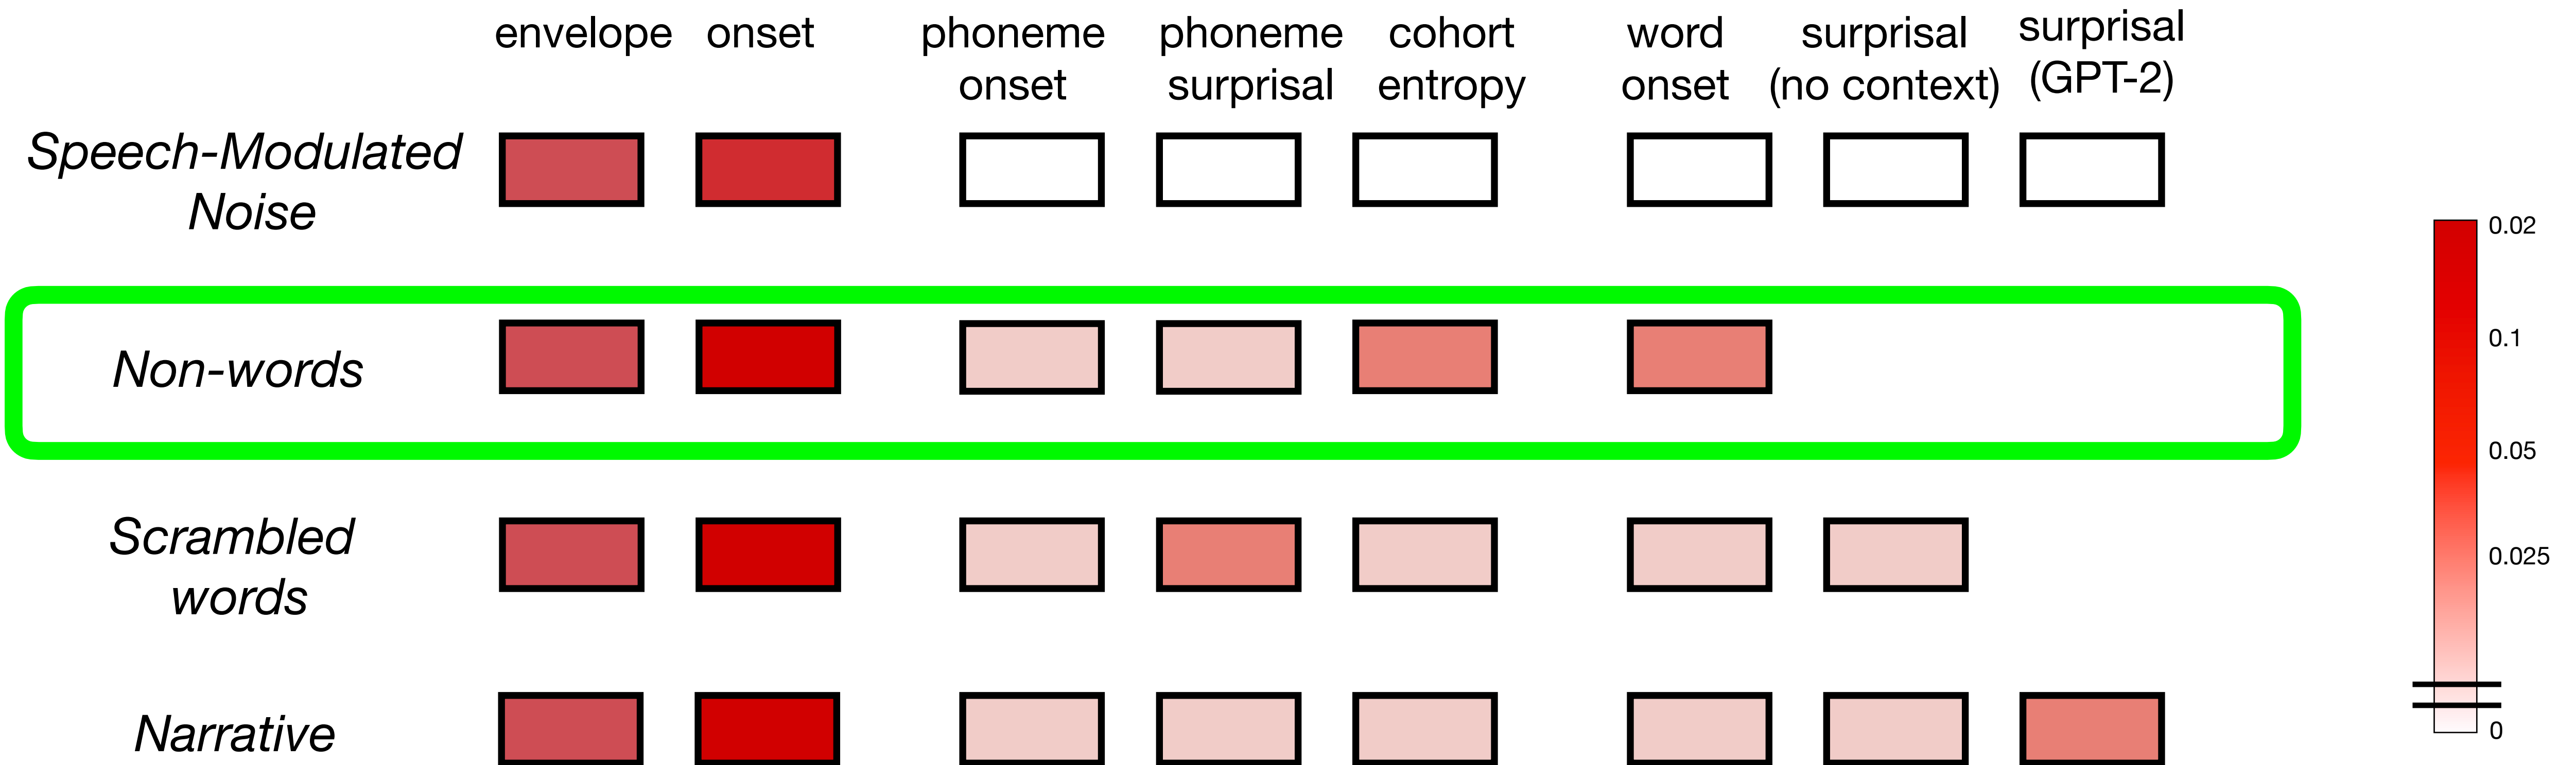 envelope onset phoneme phoneme cohort word surprisal surprisal
onset surprisal entropy onset (no context) (GPT-2)
Speech-Modulated
Noise
Non-words
Scrambled
words
Narrative
0.02
0.1
0.05
0.025
0